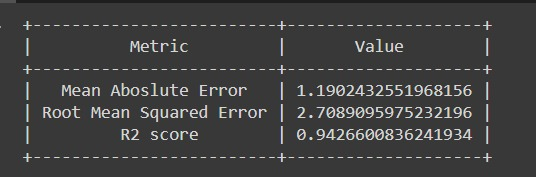 +-------------------------+--------------------+
|          Metric         |       Value        |
+-------------------------+--------------------+
|   Mean Aboslute Error   | 1.1902432551968156 |
| Root Mean Squared Error | 2.7089095975232196 |
|         R2 score        | 0.9426600836241934 |
+-------------------------+--------------------+